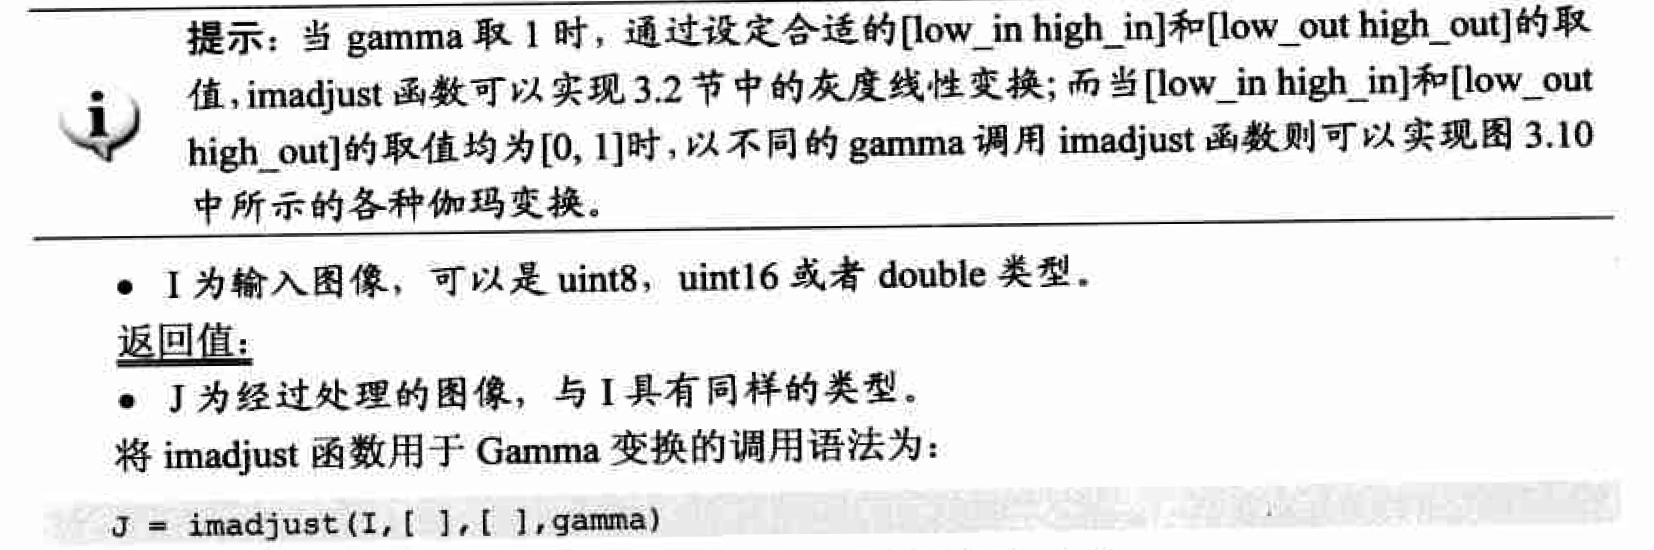 提示：当 gamma 取 1 时，通过设定合适的[low_in high_in]和[low_out high_out]的取
值，imadjust 函数可以实现 3.2 节中的灰度线性变换；而当[low_in high_in]和[low_out
high_out]的取值均为[0, 1]时，以不同的 gamma 调用 imadjust 函数则可以实现图 3.10
中所示的各种伽玛变换。
● I 为输入图像，可以是 uint8，uint16 或者 double 类型。
返回值：
● J 为经过处理的图像，与 I 具有同样的类型。
将 imadjust 函数用于 Gamma 变换的调用语法为：
J = imadjust(I,[ ],[ ],gamma)